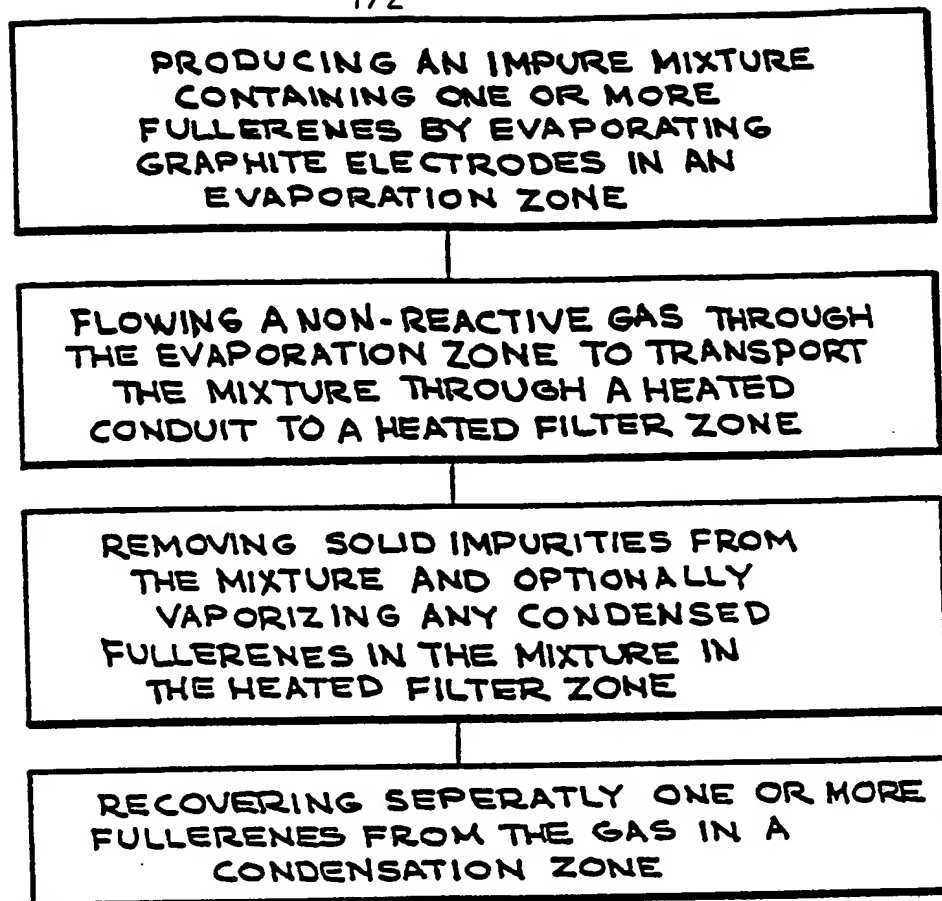 1/2
PRODUCING AN IMPURE MIXTURE
CONTAINING ONE OR MORE
FULLERENES BY EVAPORATING
GRAPHITE ELECTRODES IN AN
EVAPORATION ZONE
FLOWING A NON-REACTIVE GAS THROUGH
THE EVAPORATION ZONE TO TRANSPORT
THE MIXTURE THROUGH A HEATED
CONDUIT TO A HEATED FILTER ZONE
REMOVING SOLID IMPURITIES FROM
THE MIXTURE AND OPTIONALLY
VAPORIZING ANY CONDENSED
FULLERENES IN THE MIXTURE IN
THE HEATED FILTER ZONE
RECOVERING SEPERATLY ONE OR MORE
FULLERENES FROM THE GAS IN A
CONDENSATION ZONE